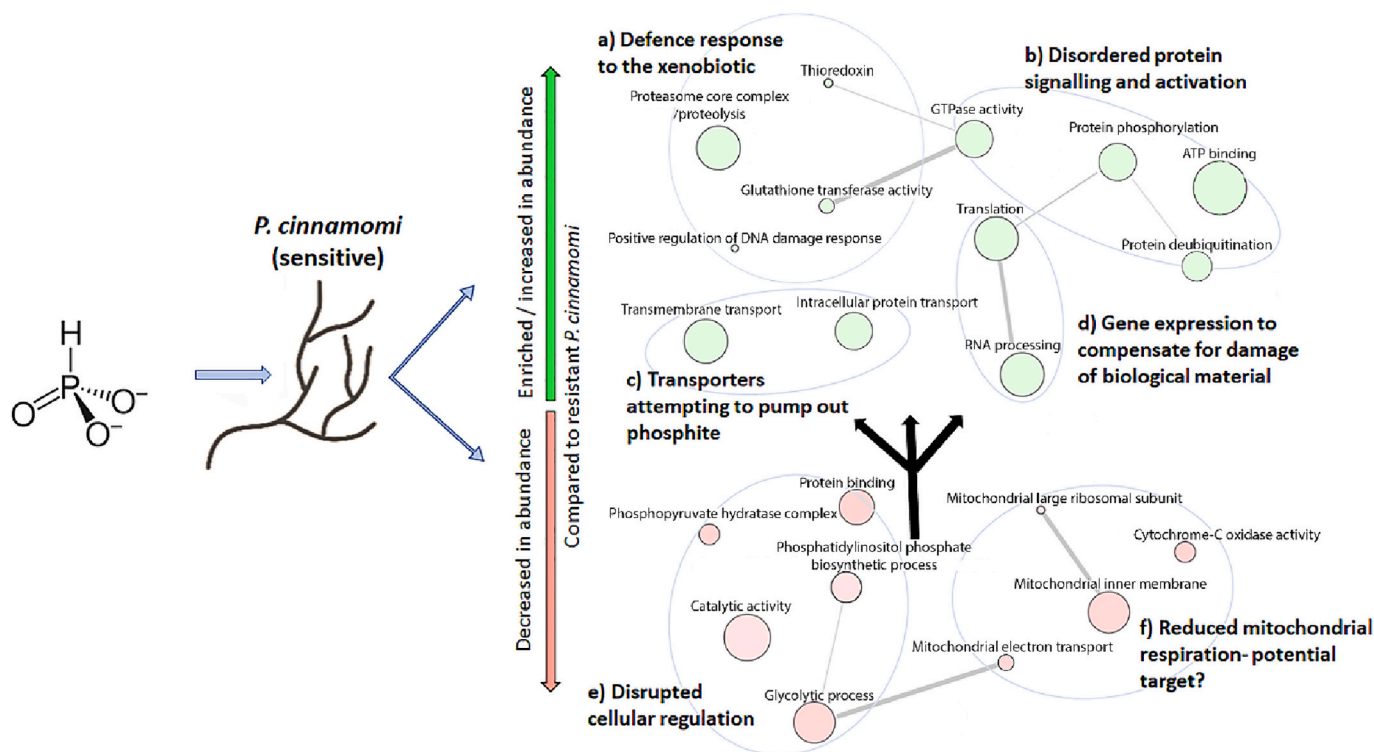 H
P
O
O⁻
O⁻
P. cinnamomi
(sensitive)
Enriched / increased in abundance
Decreased in abundance
Compared to resistant P. cinnamomi
a) Defence response
to the xenobiotic
Thioredoxin
Proteasome core complex
/proteolysis
Glutathione transferase activity
Positive regulation of DNA damage response
b) Disordered protein
signalling and activation
GTPase activity
Protein phosphorylation
ATP binding
Translation
Protein deubiquitination
Transmembrane transport
Intracellular protein transport
c) Transporters
attempting to pump out
phosphite
RNA processing
d) Gene expression to
compensate for damage
of biological material
Protein binding
Phosphopyruvate hydratase complex
Phosphatidylinositol phosphate
biosynthetic process
Catalytic activity
Glycolytic process
e) Disrupted
cellular regulation
Mitochondrial large ribosomal subunit
Cytochrome-C oxidase activity
Mitochondrial inner membrane
Mitochondrial electron transport
f) Reduced mitochondrial
respiration- potential
target?